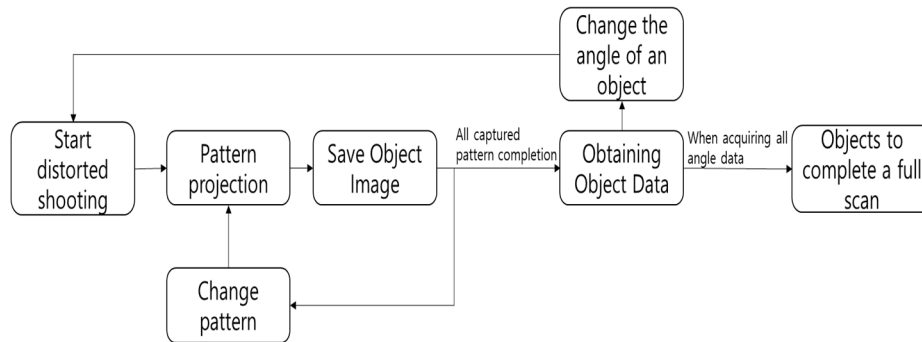 Change the
angle of an
object
Start
distorted
shooting
Pattern
projection
Save Object
Image
All captured
pattern completion
Obtaining
Object Data
When acquiring all
angle data
Objects to
complete a full
scan
Change
pattern